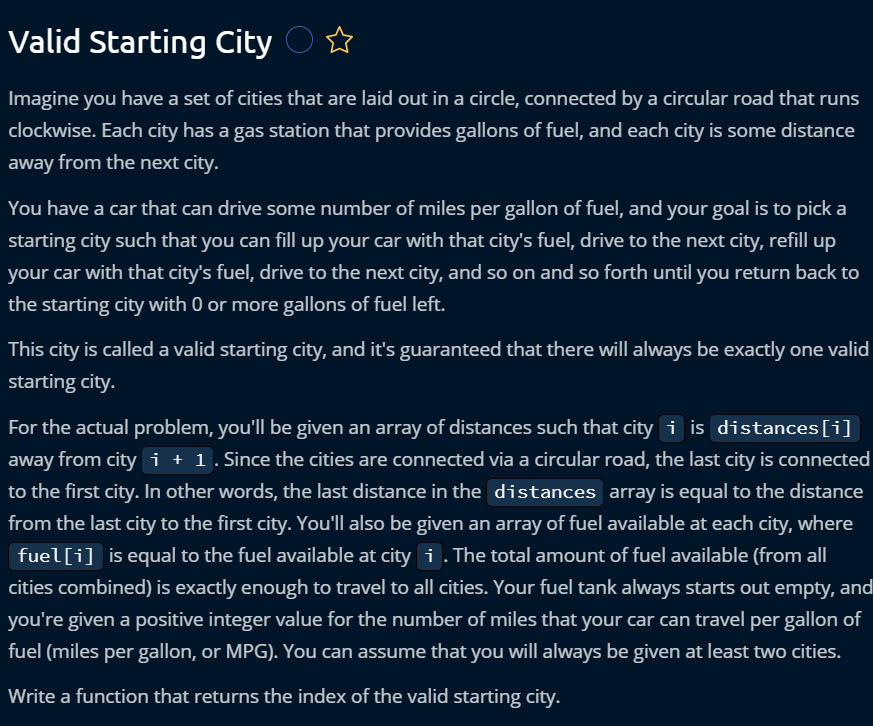 Valid Starting City
Imagine you have a set of cities that are laid out in a circle, connected by a circular road that runs
clockwise. Each city has a gas station that provides gallons of fuel, and each city is some distance
away from the next city.
You have a car that can drive some number of miles per gallon of fuel, and your goal is to pick a
starting city such that you can fill up your car with that city's fuel, drive to the next city, refill up
your car with that city's fuel, drive to the next city, and so on and so forth until you return back to
the starting city with 0 or more gallons of fuel left.
This city is called a valid starting city, and it's guaranteed that there will always be exactly one valid
starting city.
For the actual problem, you'll be given an array of distances such that city i is distances[i]
away from city i + 1. Since the cities are connected via a circular road, the last city is connected
to the first city. In other words, the last distance in the distances array is equal to the distance
from the last city to the first city. You'll also be given an array of fuel available at each city, where
fuel[i] is equal to the fuel available at city i. The total amount of fuel available (from all
cities combined) is exactly enough to travel to all cities. Your fuel tank always starts out empty, and
you're given a positive integer value for the number of miles that your car can travel per gallon of
fuel (miles per gallon, or MPG). You can assume that you will always be given at least two cities.
Write a function that returns the index of the valid starting city.